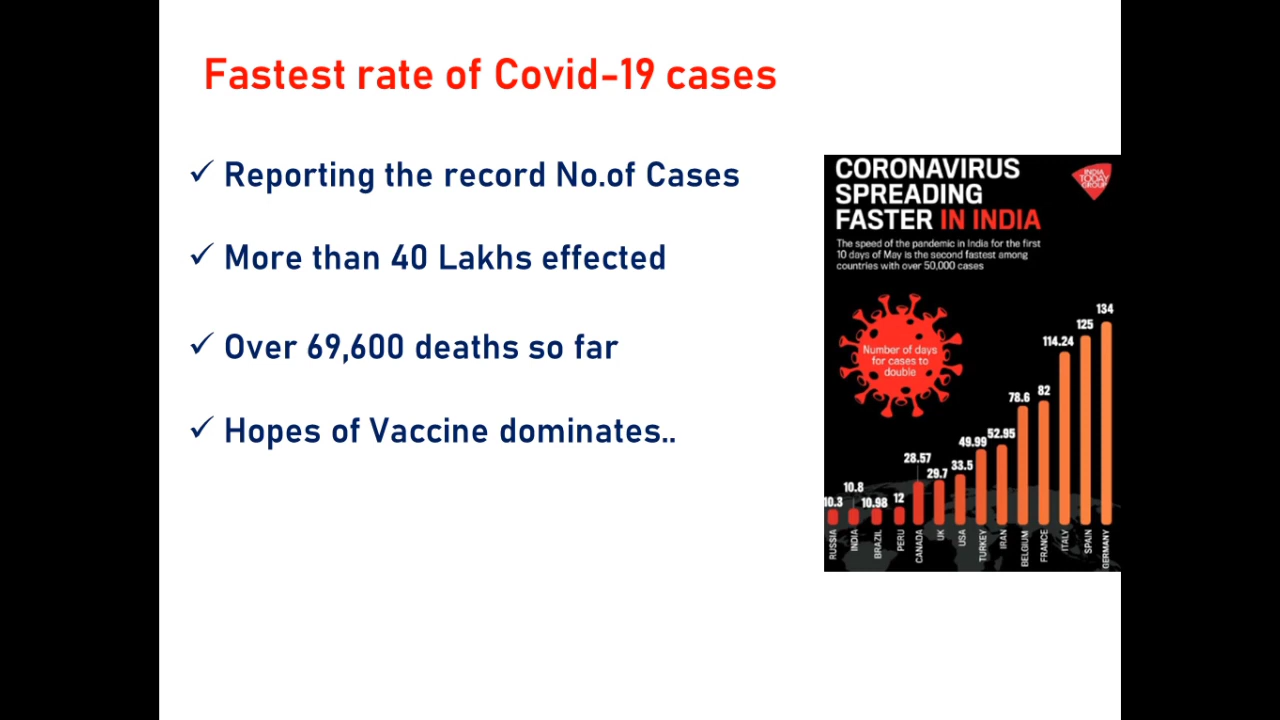 Fastest rate of Covid-19 cases
✓ Reporting the record No.of Cases
✓ More than 40 Lakhs effected
✓ Over 69,600 deaths so far
✓ Hopes of Vaccine dominates..
CORONAVIRUS
SPREADING
FASTER IN INDIA
INDIA
TODAY
GROUP
The speed of the pandemic in India for the first
10 days of May is the second fastest among
countries with over 50,000 cases
Number of days
for cases to
double
10.3
10.8
10.98
12
28.57
29.7
33.5
49.99
52.95
78.6
82
114.24
125
134
RUSSIA
INDIA
BRAZIL
PERU
CANADA
UK
USA
TURKEY
IRAN
BELGIUM
FRANCE
ITALY
SPAIN
GERMANY